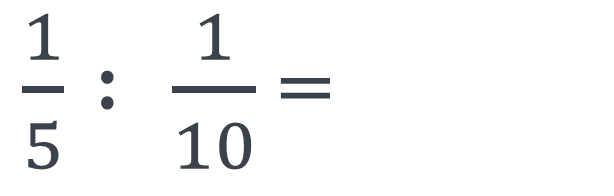 1/5 : 1/10 =